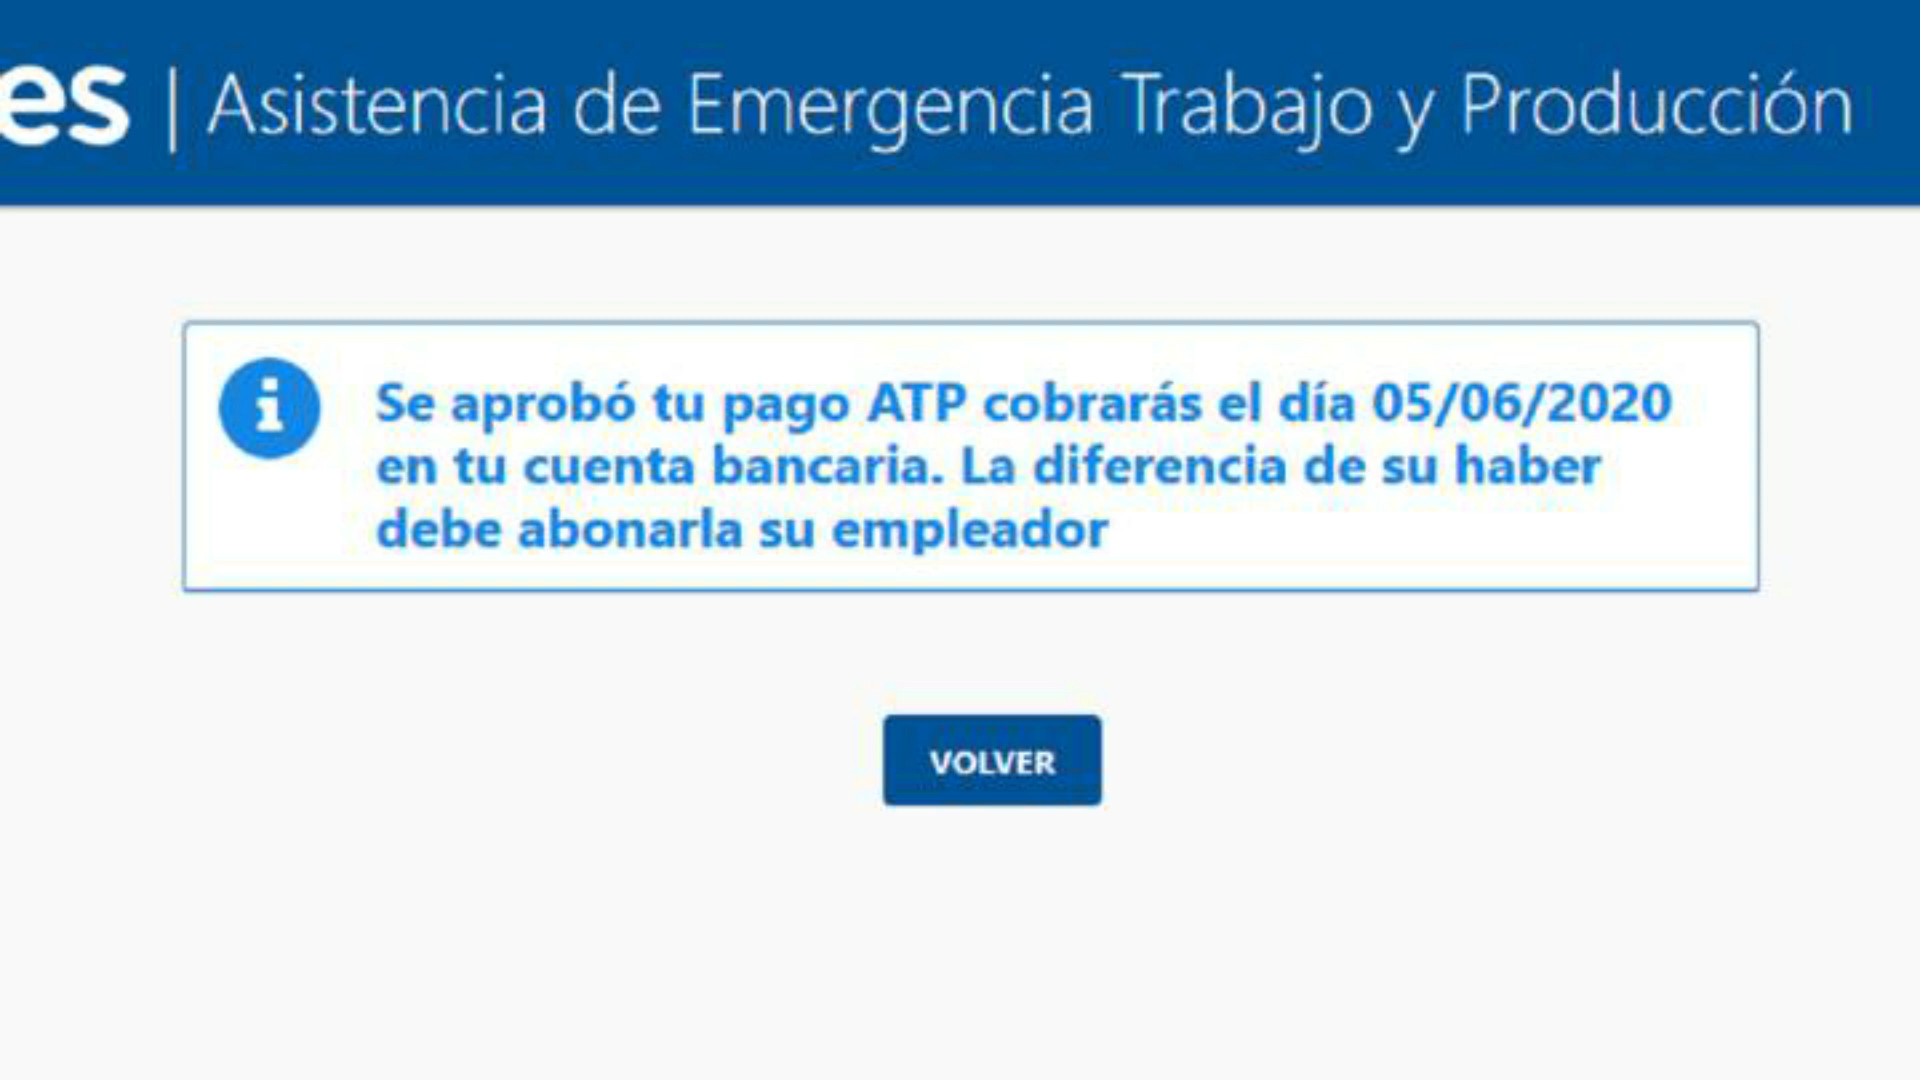 es | Asistencia de Emergencia Trabajo y Producción
Se aprobó tu pago ATP cobrarás el día 05/06/2020
en tu cuenta bancaria. La diferencia de su haber
debe abonarla su empleador
VOLVER